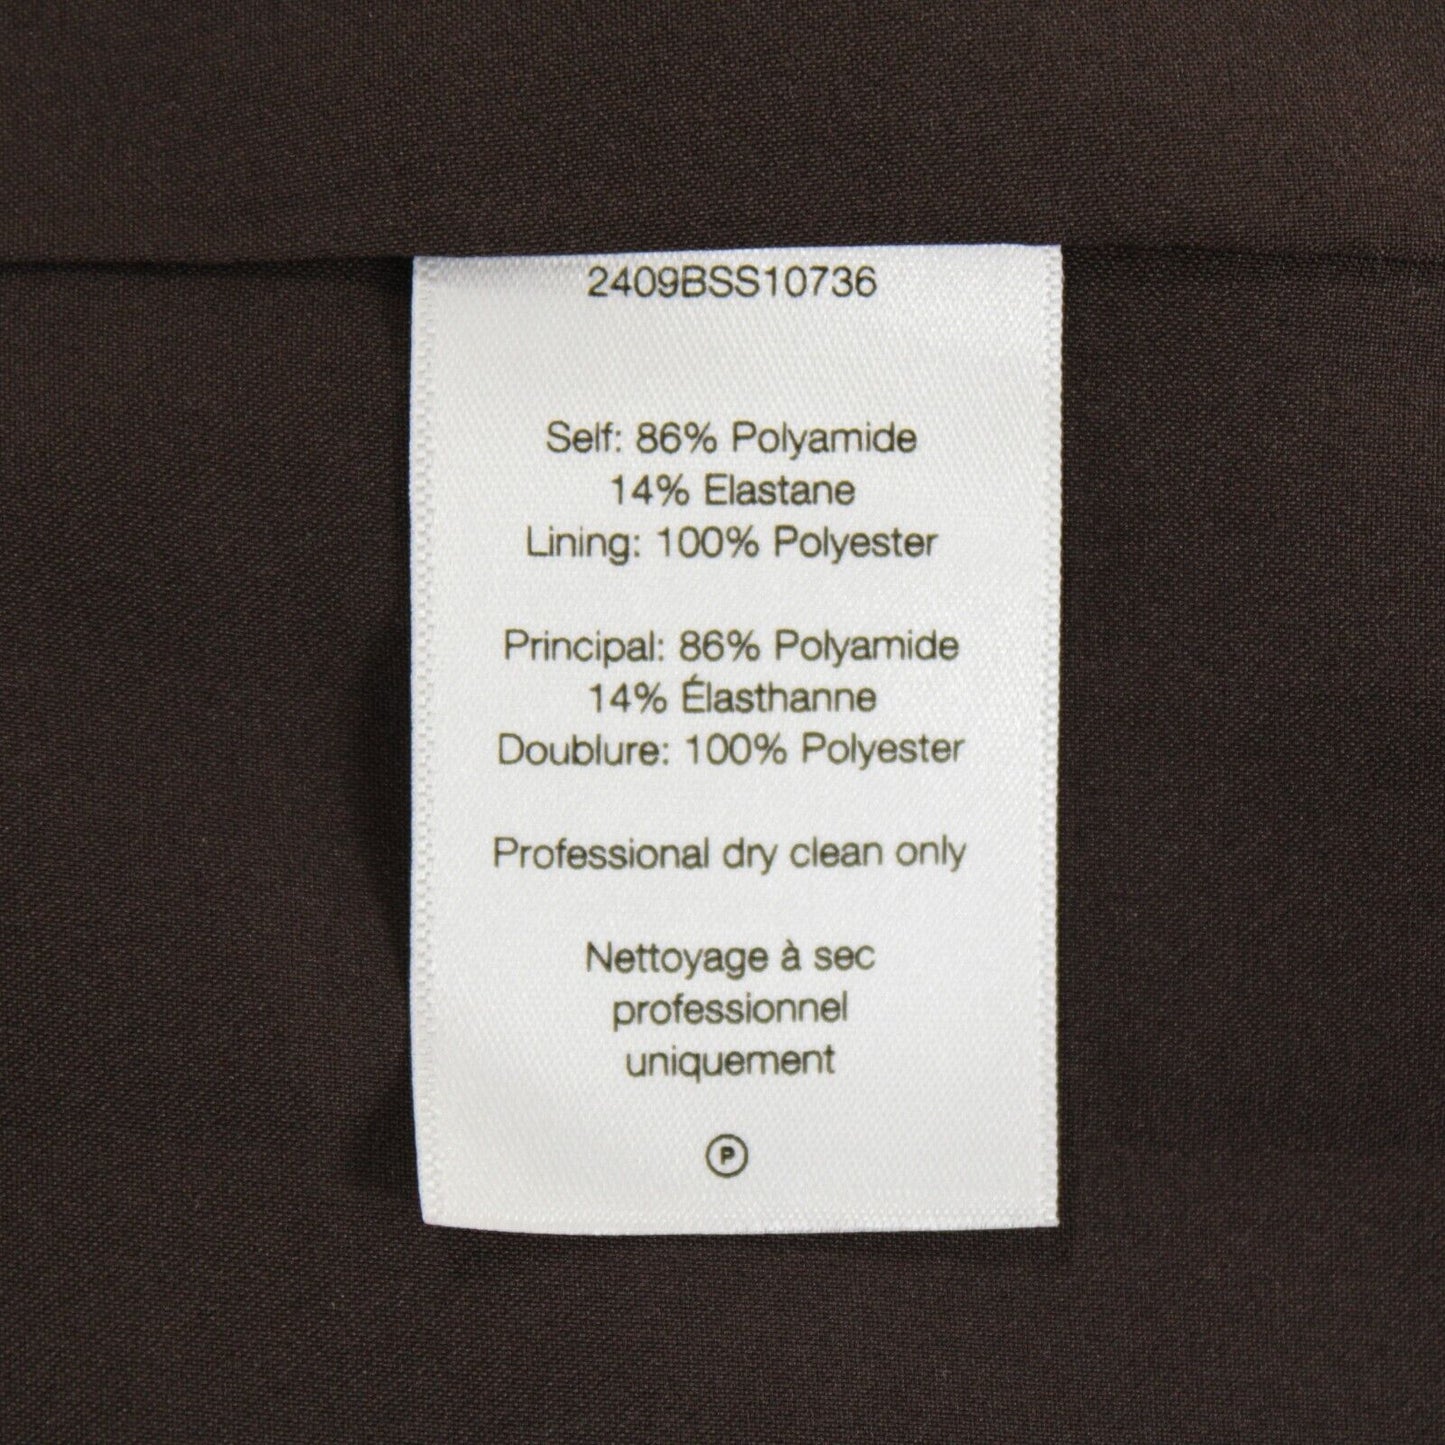 2409BSS10736
Self: 86% Polyamide
14% Elastane
Lining: 100% Polyester
Principal: 86% Polyamide
14% Élasthanne
Doublure: 100% Polyester
Professional dry clean only
Nettoyage à sec
professionnel
uniquement
P